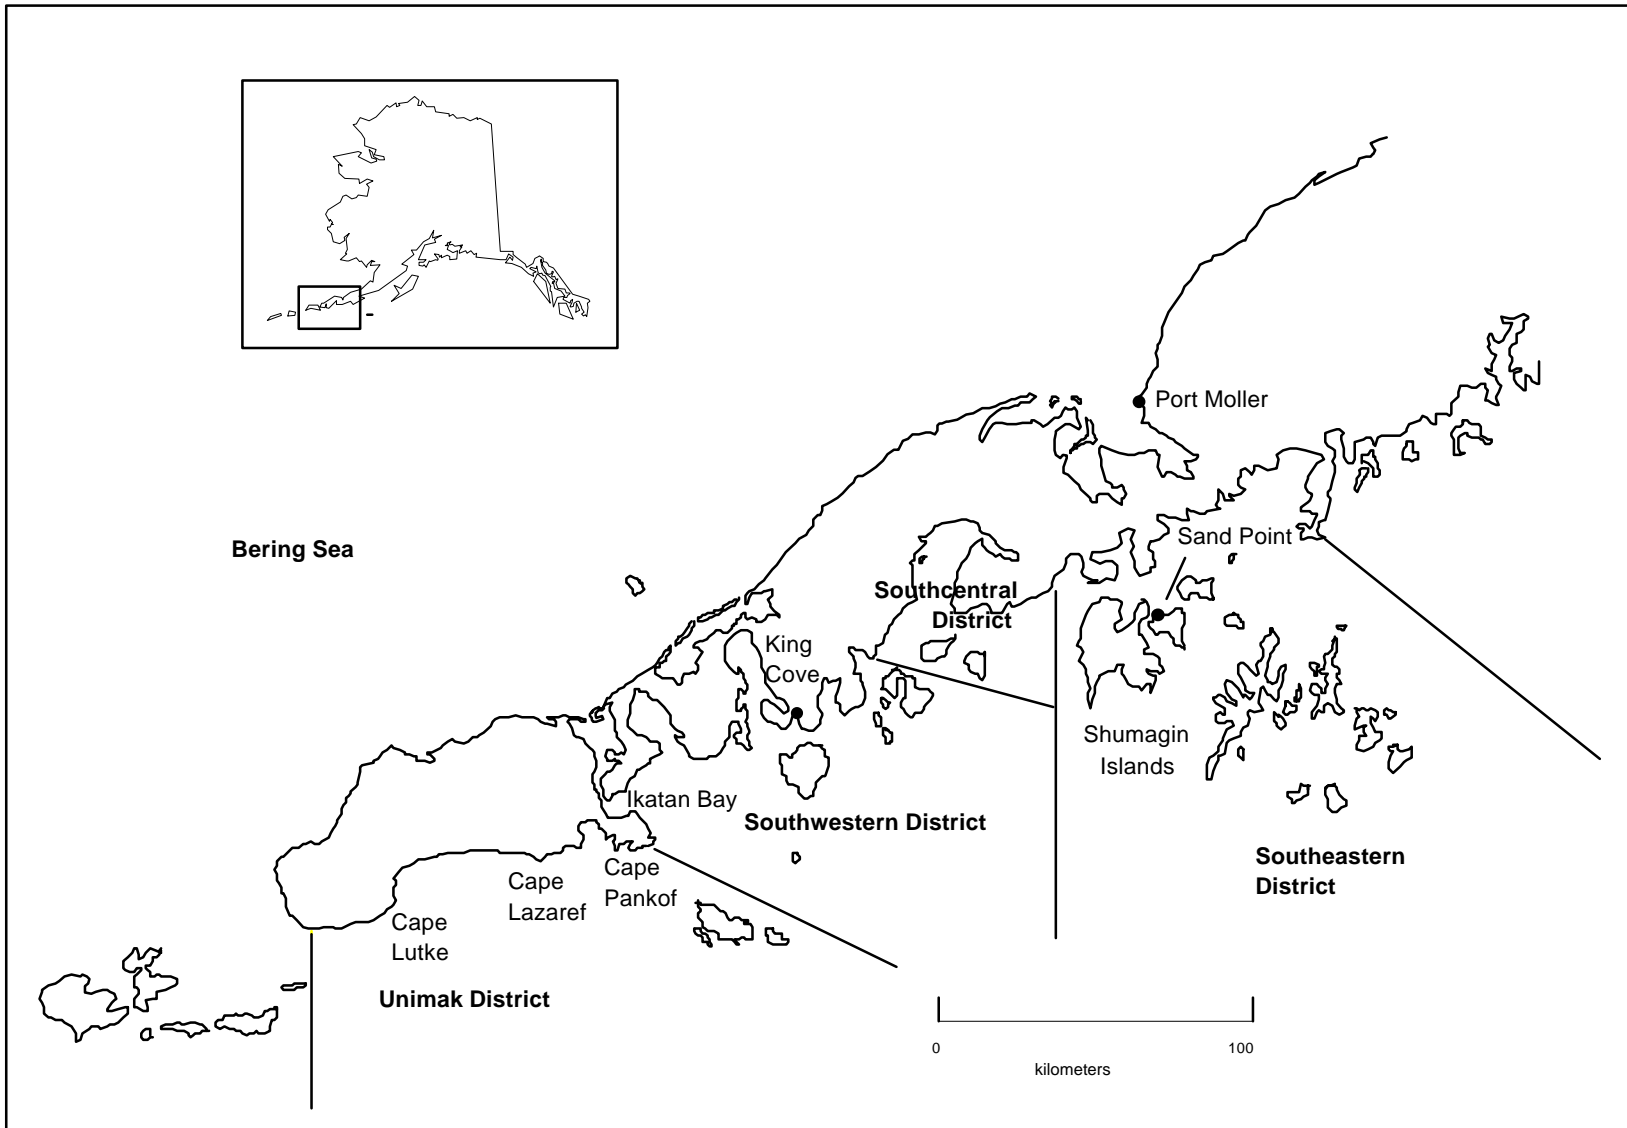 Port Moller
Sand Point
Bering Sea
Southcentral
District
King
Cove
Shumagin
Islands
Ikatan Bay
Southwestern District
Southeastern
District
Cape
Pankof
Cape
Lazaref
Cape
Lutke
Unimak District
0
100
kilometers